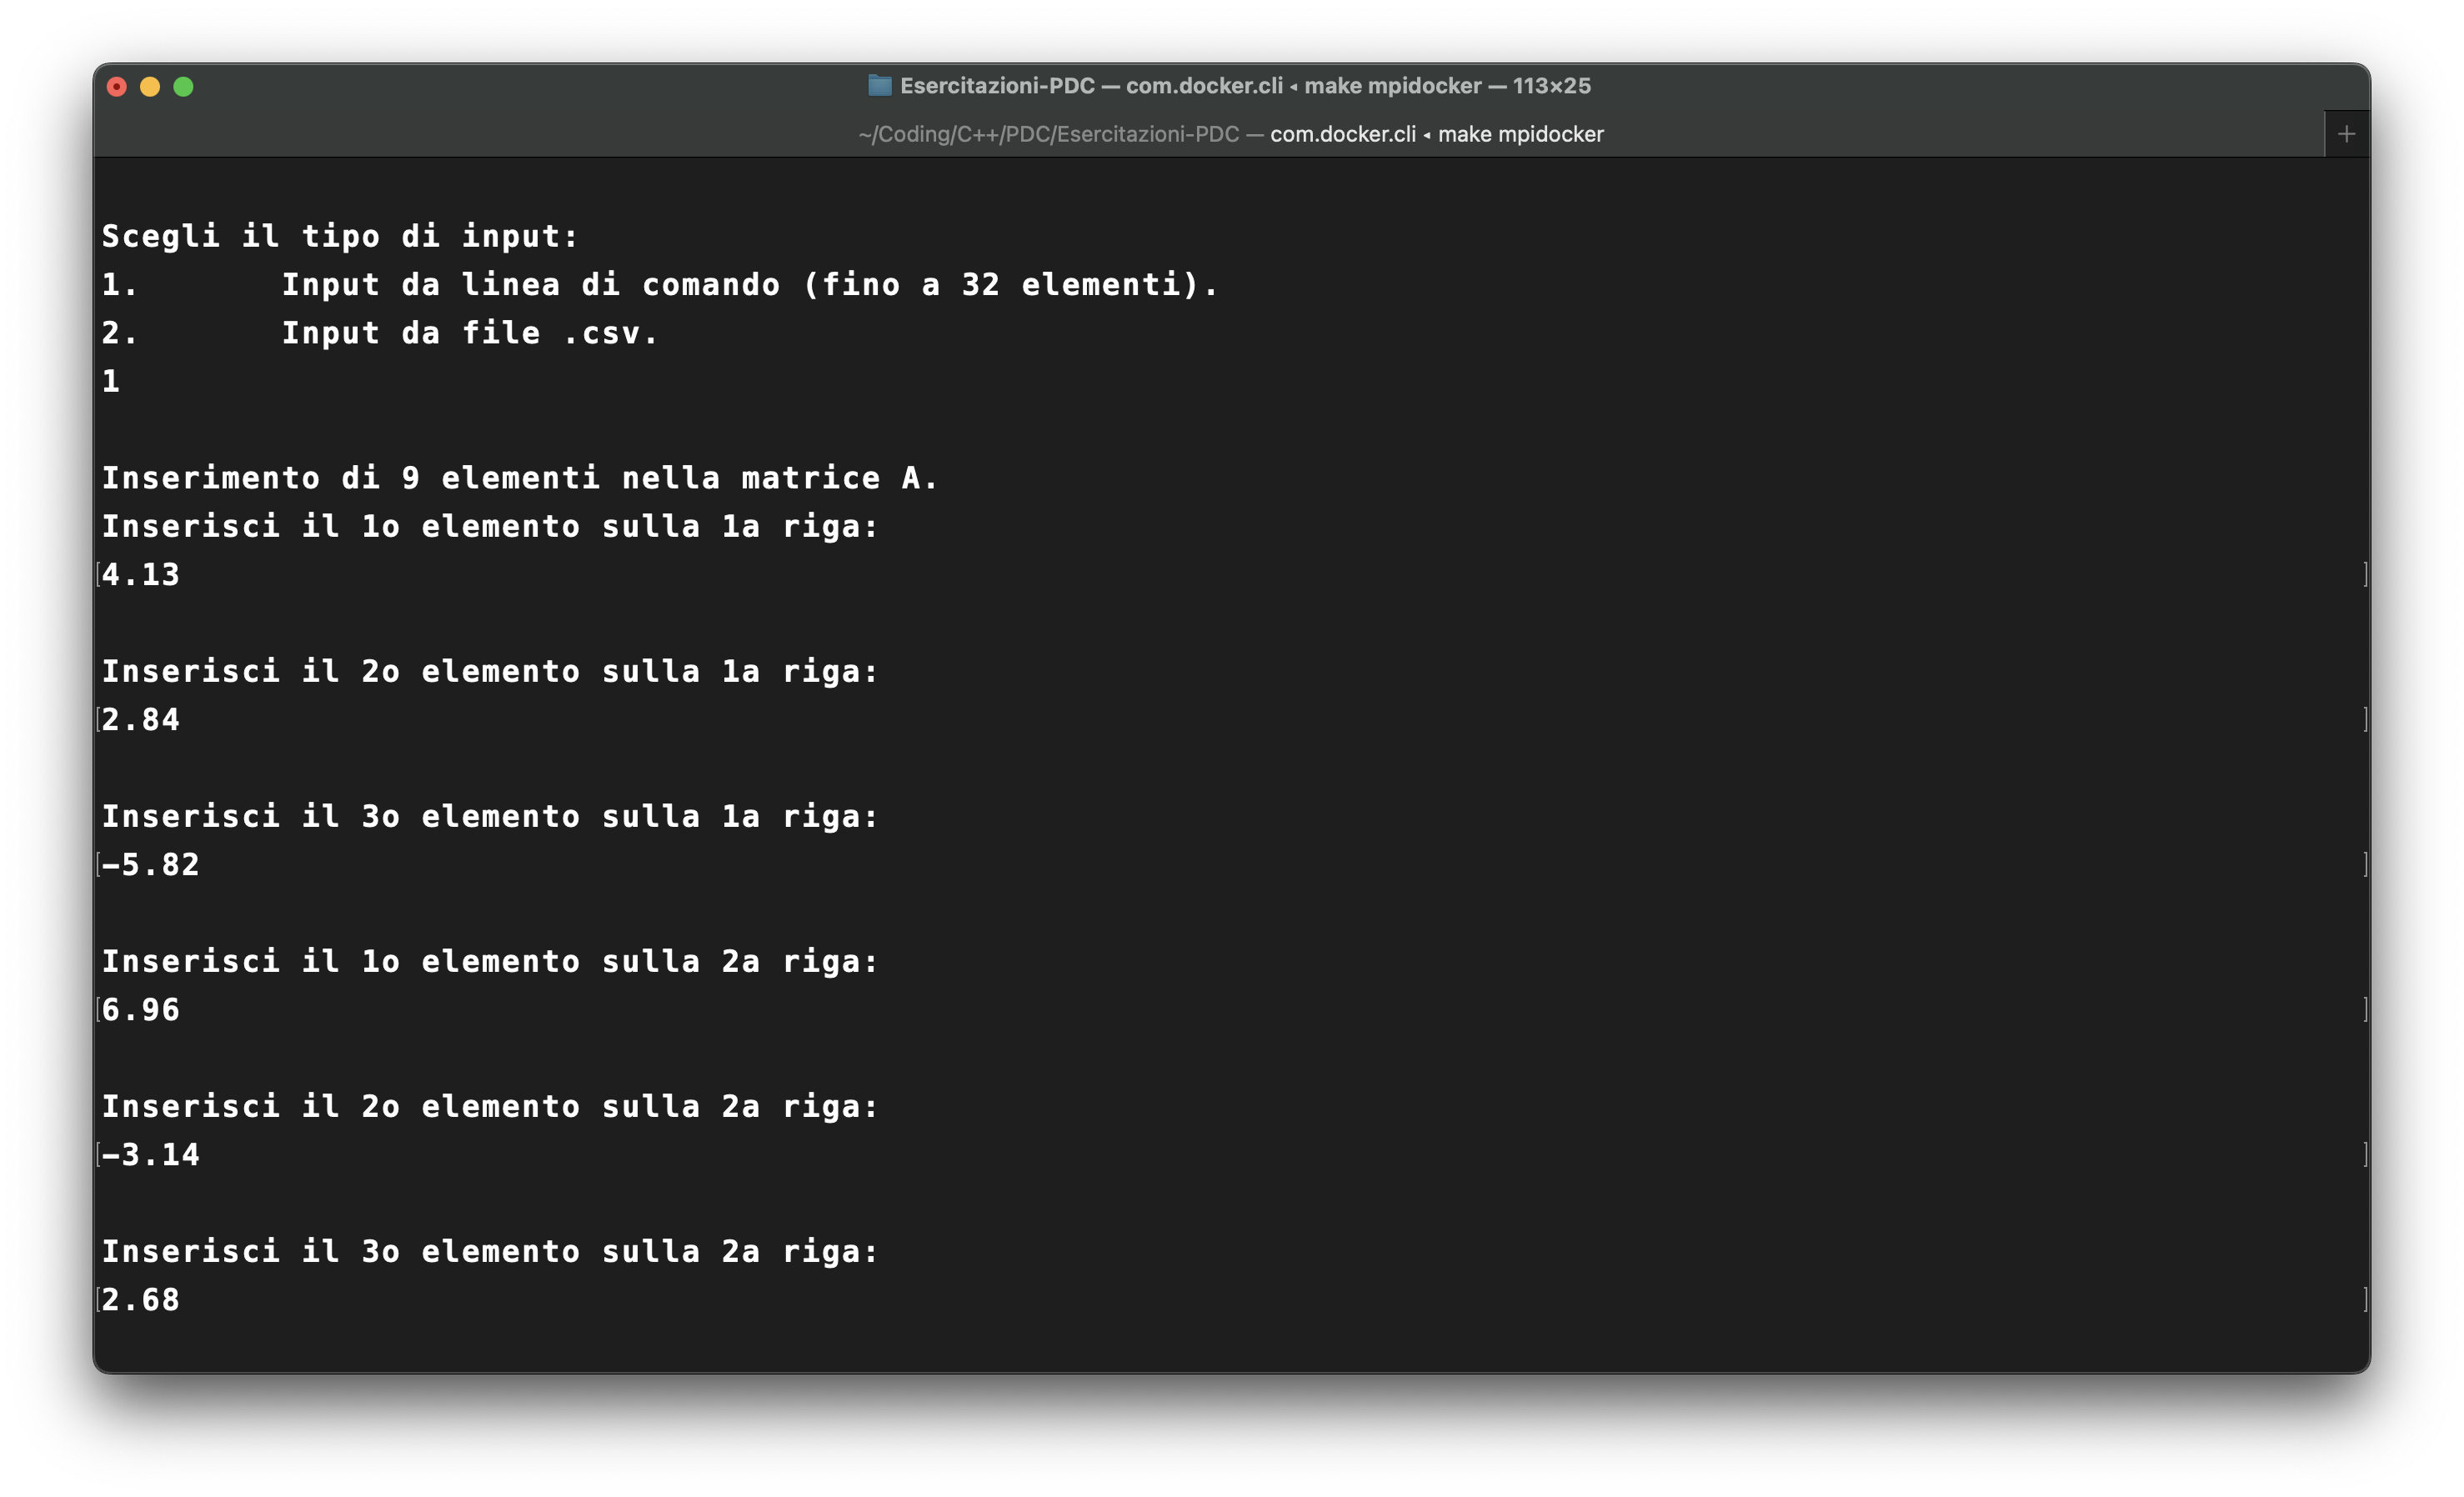 Esercitazioni-PDC — com.docker.cli ◂ make mpidocker — 113×25
~/Coding/C++/PDC/Esercitazioni-PDC — com.docker.cli ◂ make mpidocker
Scegli il tipo di input:
1.       Input da linea di comando (fino a 32 elementi).
2.       Input da file .csv.
1
Inserimento di 9 elementi nella matrice A.
Inserisci il 1o elemento sulla 1a riga:
[4.13 ]
Inserisci il 2o elemento sulla 1a riga:
[2.84 ]
Inserisci il 3o elemento sulla 1a riga:
[-5.82 ]
Inserisci il 1o elemento sulla 2a riga:
[6.96 ]
Inserisci il 2o elemento sulla 2a riga:
[-3.14 ]
Inserisci il 3o elemento sulla 2a riga:
[2.68 ]